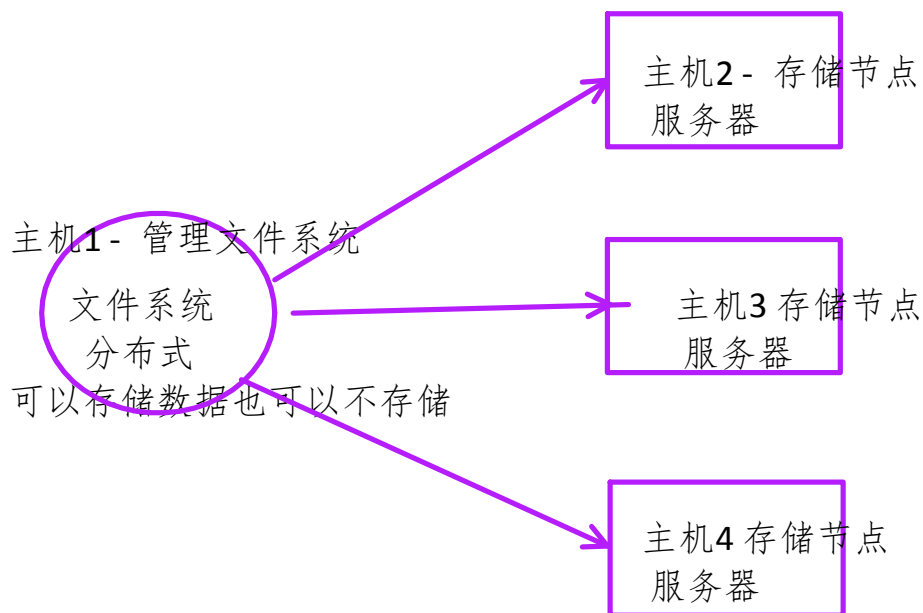 主机2 - 存储节点
服务器
主机1 - 管理文件系统
文件系统
分布式
可以存储数据也可以不存储
主机3 存储节点
服务器
主机4 存储节点
服务器